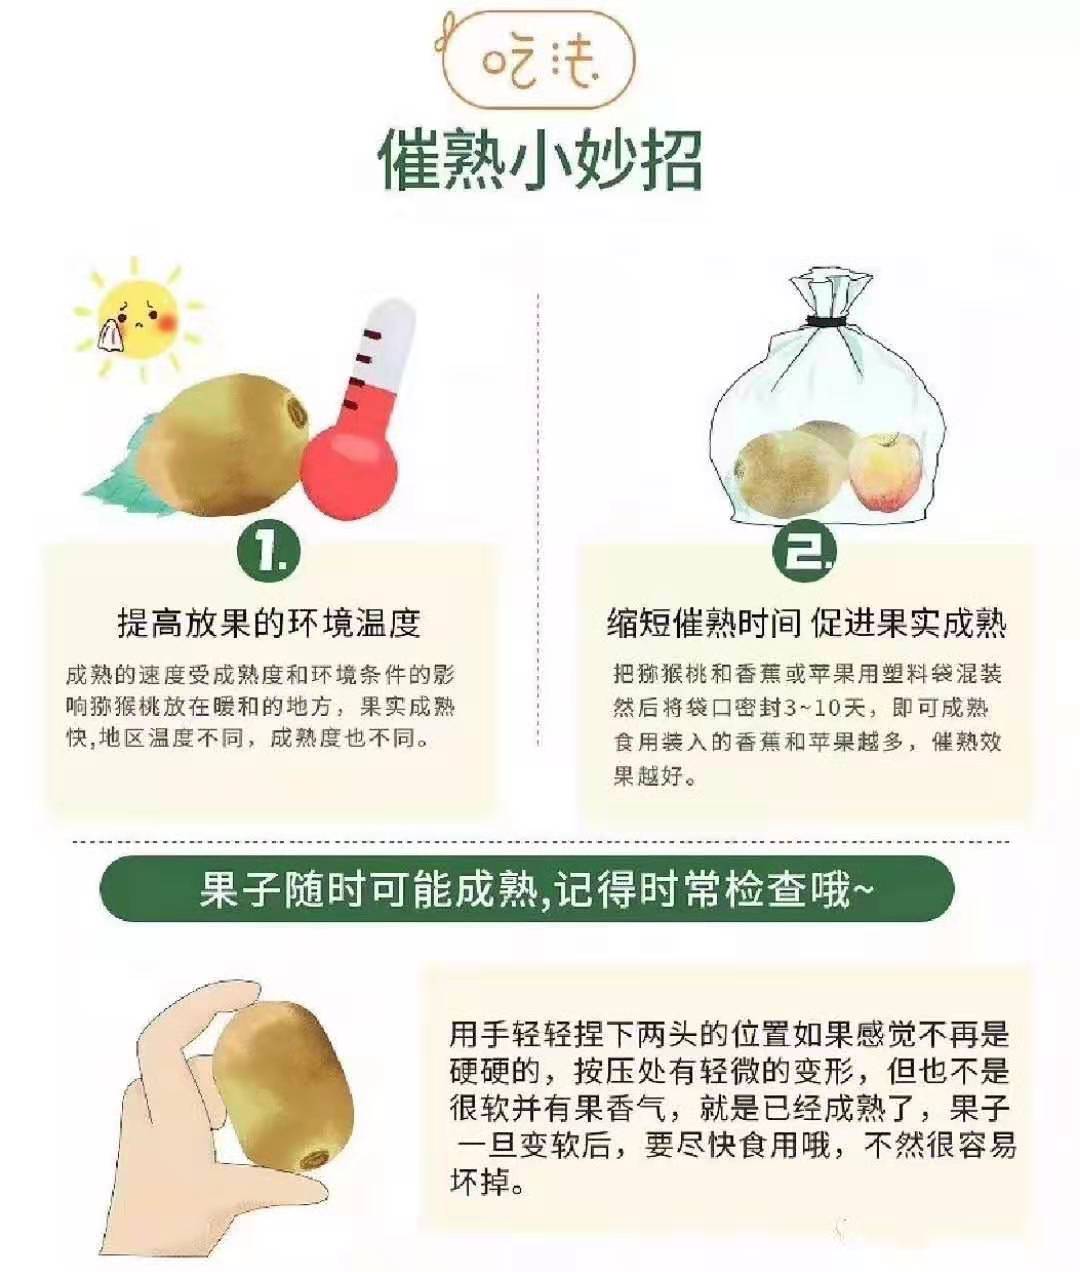 吃法
催熟小妙招
1.
提高放果的环境温度
成熟的速度受成熟度和环境条件的影
响猕猴桃放在暖和的地方，果实成熟
快,地区温度不同，成熟度也不同。
2.
缩短催熟时间 促进果实成熟
把猕猴桃和香蕉或苹果用塑料袋混装
然后将袋口密封3~10天，即可成熟
食用装入的香蕉和苹果越多，催熟效
果越好。
果子随时可能成熟,记得时常检查哦~
用手轻轻捏下两头的位置如果感觉不再是
硬硬的，按压处有轻微的变形，但也不是
很软并有果香气，就是已经成熟了，果子
一旦变软后，要尽快食用哦，不然很容易
坏掉。